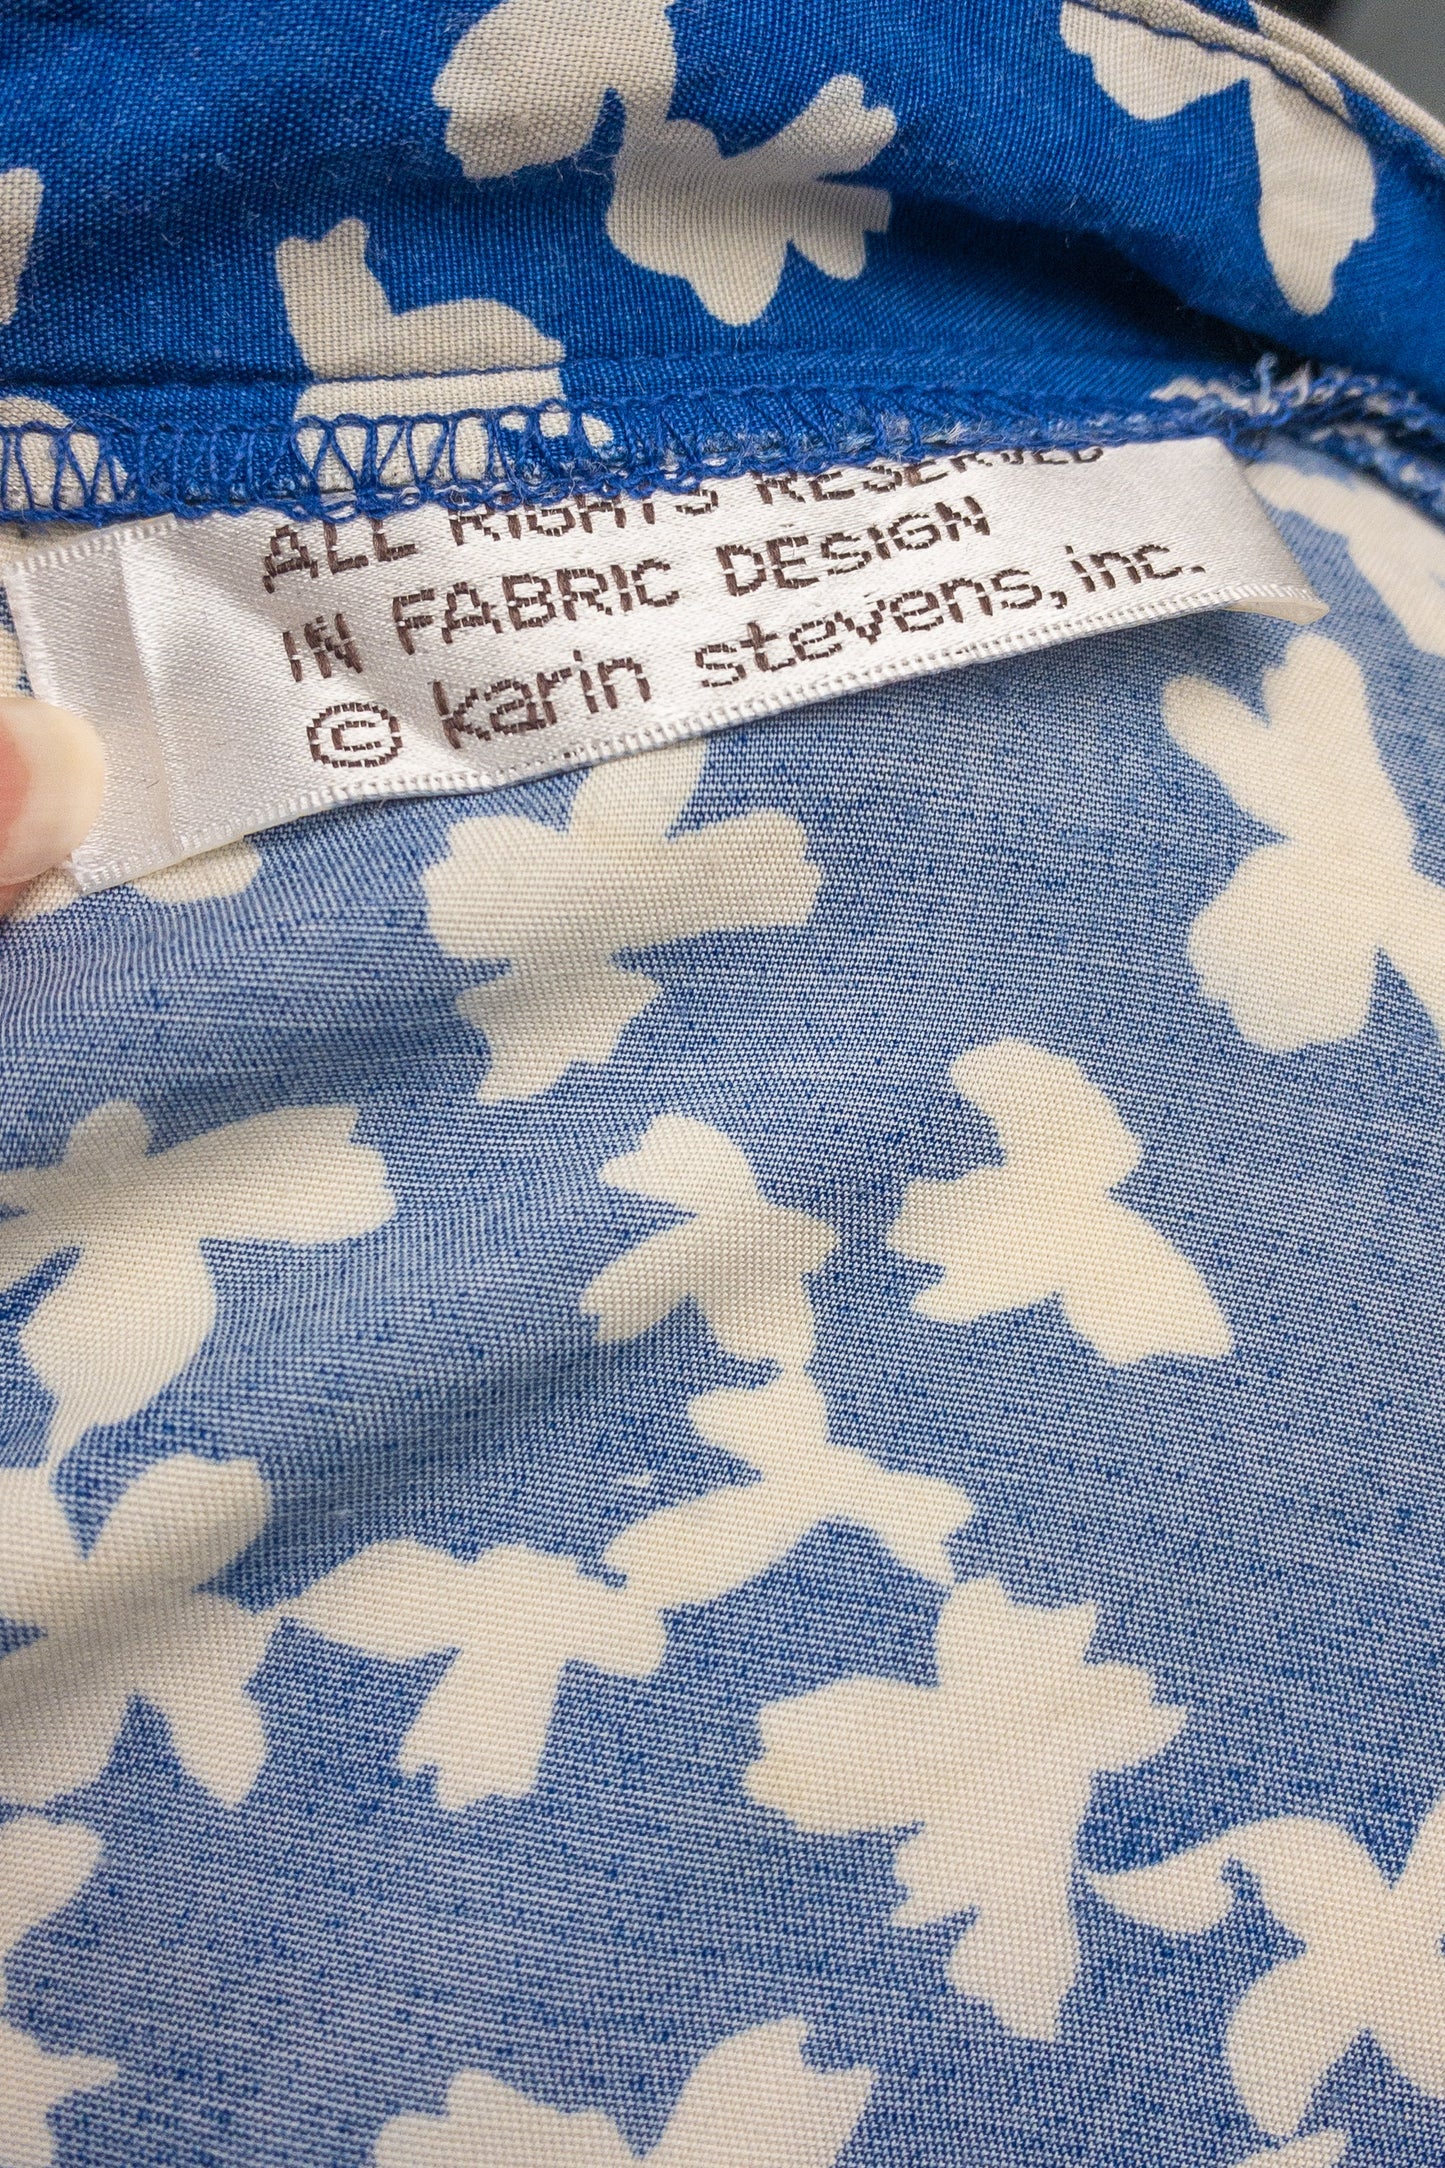 ALL RIGHTS RESERVED
IN FABRIC DESIGN
© karin stevens, inc.